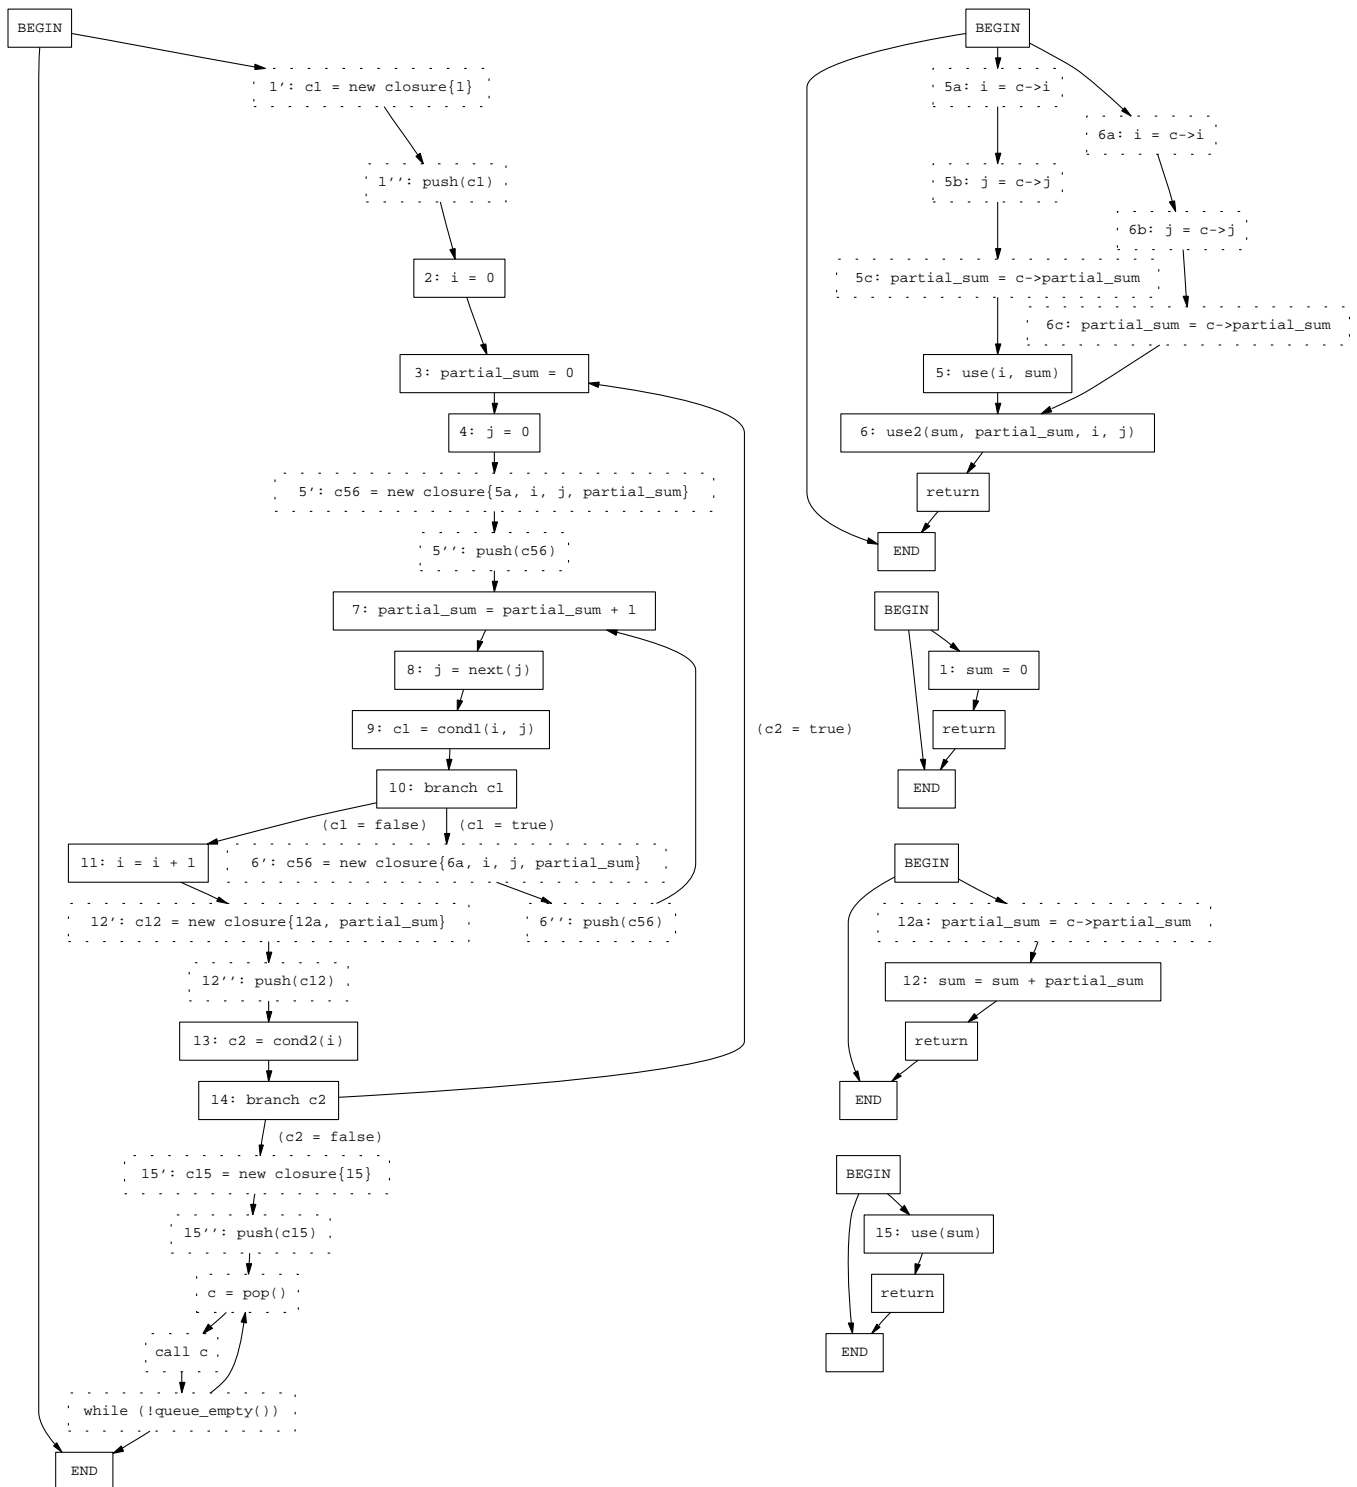 BEGIN
1': c1 = new closure{1}
1'': push(c1)
2: i = 0
3: partial_sum = 0
4: j = 0
5': c56 = new closure{5a, i, j, partial_sum}
5'': push(c56)
7: partial_sum = partial_sum + 1
8: j = next(j)
9: c1 = cond1(i, j)
(c2 = true)
10: branch c1
(c1 = false)
(c1 = true)
11: i = i + 1
6': c56 = new closure{6a, i, j, partial_sum}
12': c12 = new closure{12a, partial_sum}
6'': push(c56)
12'': push(c12)
13: c2 = cond2(i)
14: branch c2
(c2 = false)
15': c15 = new closure{15}
15'': push(c15)
c = pop()
call c
while (!queue_empty())
END
BEGIN
5a: i = c->i
6a: i = c->i
5b: j = c->j
6b: j = c->j
5c: partial_sum = c->partial_sum
6c: partial_sum = c->partial_sum
5: use(i, sum)
6: use2(sum, partial_sum, i, j)
return
END
BEGIN
1: sum = 0
return
END
BEGIN
12a: partial_sum = c->partial_sum
12: sum = sum + partial_sum
return
END
BEGIN
15: use(sum)
return
END